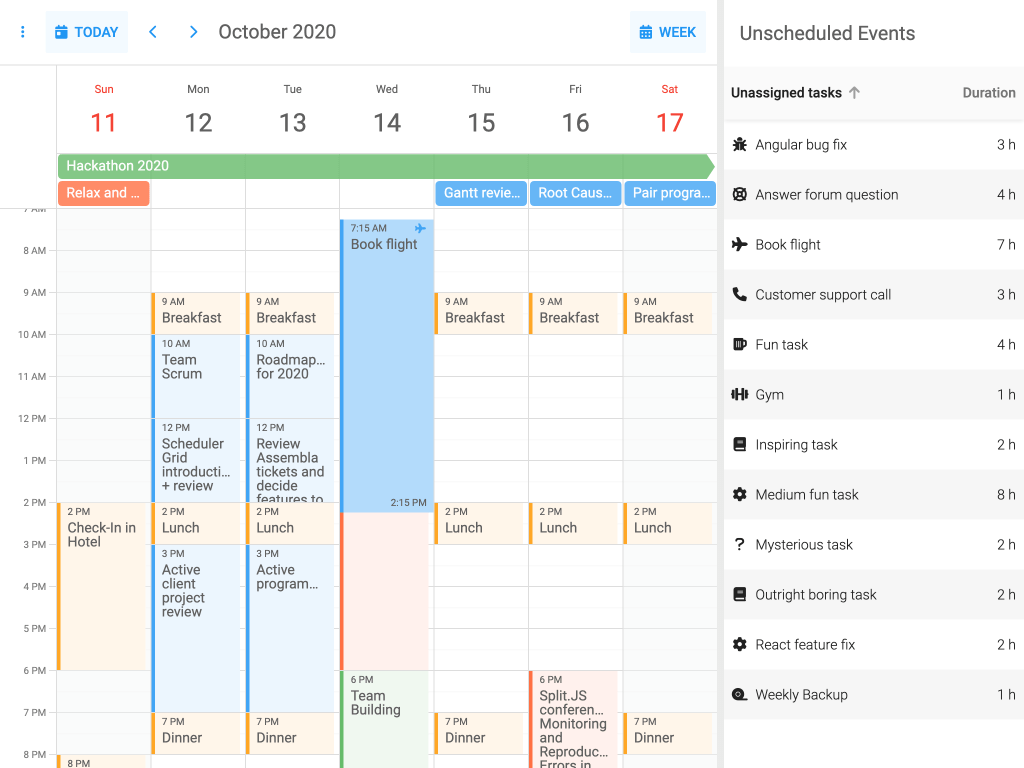 TODAY
October 2020
WEEK
Sun
Mon
Tue
Wed
Thu
Fri
Sat
11
12
13
14
15
16
17
Hackathon 2020
Relax and ...
Gantt revie...
Root Caus...
Pair progra...
7 AM
8 AM
9 AM
10 AM
11 AM
12 PM
1 PM
2 PM
3 PM
4 PM
5 PM
6 PM
7 PM
8 PM
2 PM
Check-In in
Hotel
8 PM
9 AM
Breakfast
10 AM
Team
Scrum
12 PM
Scheduler
Grid
introducti...
+ review
2 PM
Lunch
3 PM
Active
client
project
review
7 PM
Dinner
9 AM
Breakfast
10 AM
Roadmap...
for 2020
12 PM
Review
Assembla
tickets and
decide
features to
2 PM
Lunch
3 PM
Active
program...
7 PM
Dinner
7:15 AM
Book flight
2:15 PM
6 PM
Team
Building
9 AM
Breakfast
2 PM
Lunch
7 PM
Dinner
9 AM
Breakfast
2 PM
Lunch
6 PM
Split.JS
conferen...
Monitoring
and
Reproduc...
Errors in
9 AM
Breakfast
2 PM
Lunch
7 PM
Dinner
Unscheduled Events
Unassigned tasks Duration
Angular bug fix 3 h
Answer forum question 4 h
Book flight 7 h
Customer support call 3 h
Fun task 4 h
Gym 1 h
Inspiring task 2 h
Medium fun task 8 h
Mysterious task 2 h
Outright boring task 2 h
React feature fix 2 h
Weekly Backup 1 h